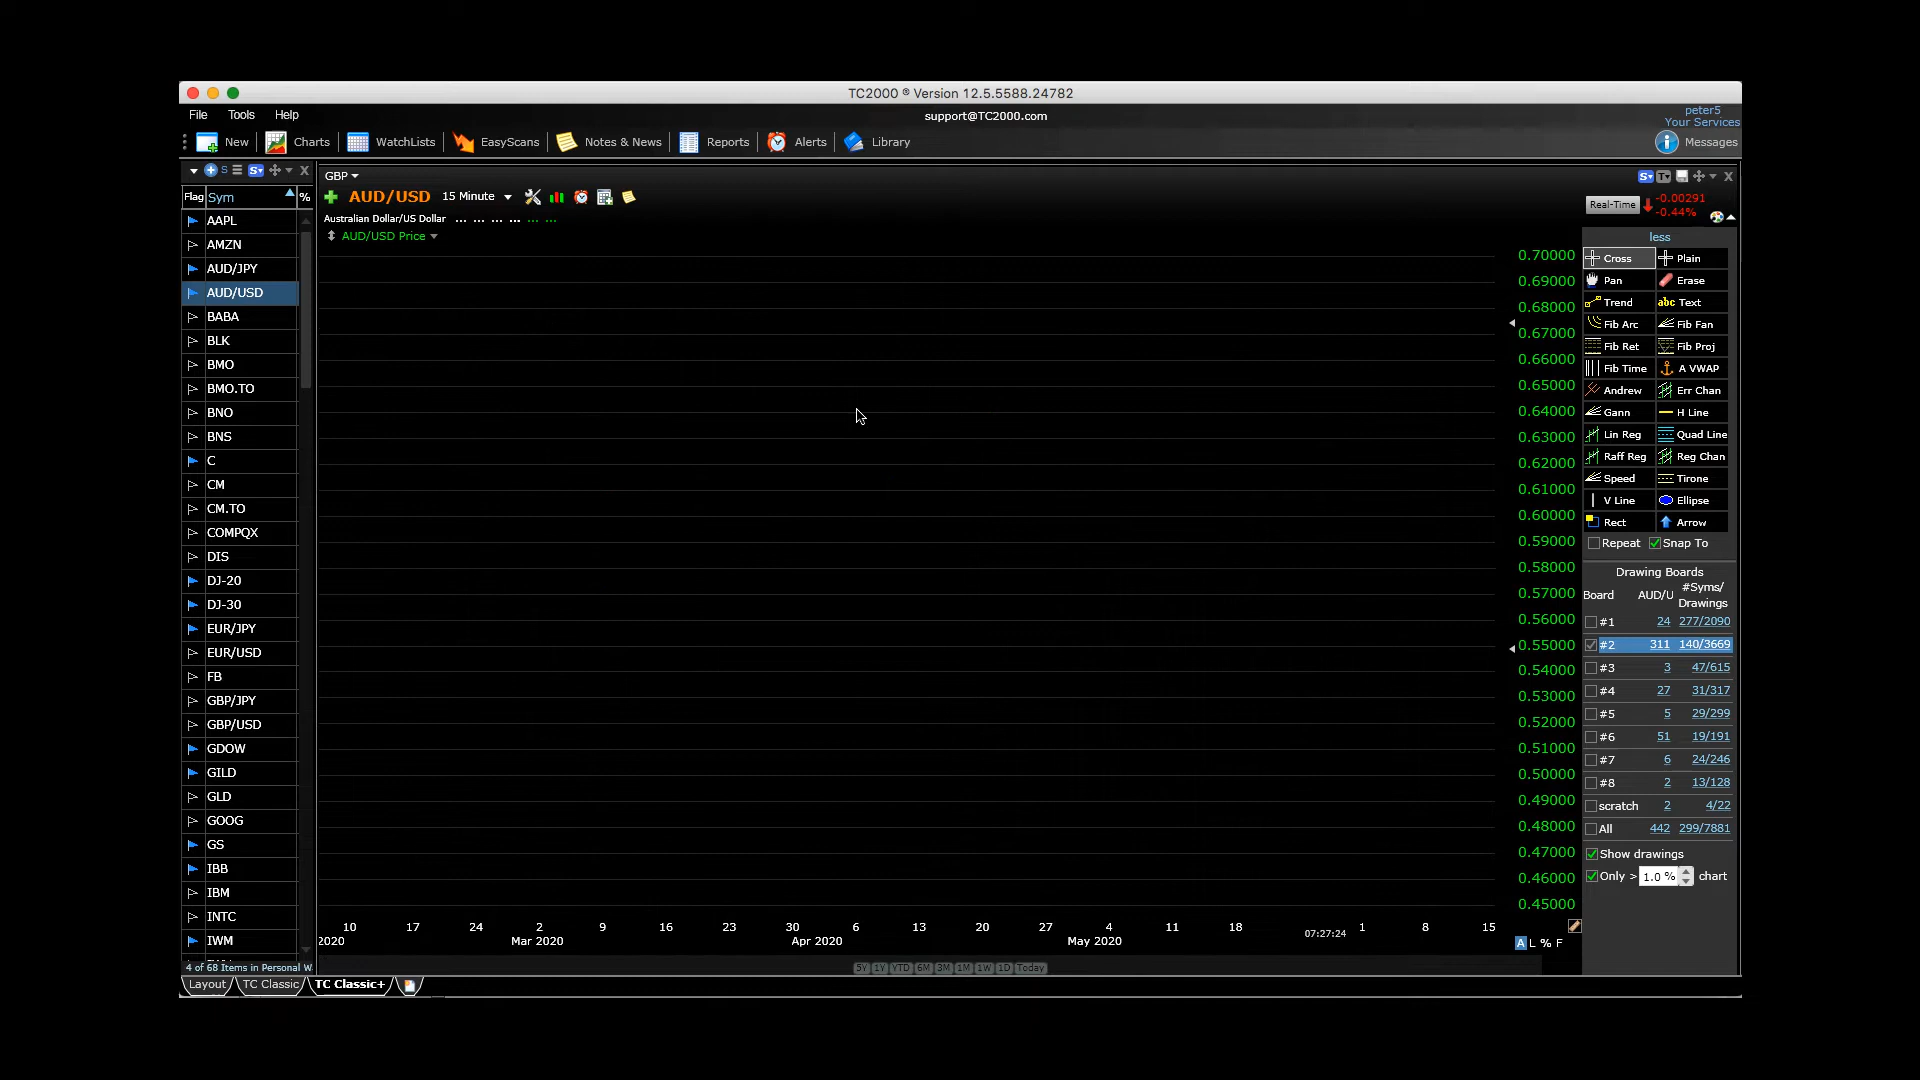 TC2000 ® Version 12.5.5588.24782
File Tools Help
support@TC2000.com
peter5
Your Services
New Charts WatchLists EasyScans Notes & News Reports Alerts Library
Messages
S
Flag Sym %
AAPL
AMZN
AUD/JPY
AUD/USD
BABA
BLK
BMO
BMO.TO
BNO
BNS
C
CM
CM.TO
COMPQX
DIS
DJ-20
DJ-30
EUR/JPY
EUR/USD
FB
GBP/JPY
GBP/USD
GDOW
GILD
GLD
GOOG
GS
IBB
IBM
INTC
IWM
4 of 68 Items in Personal W
Layout TC Classic TC Classic+
GBP
AUD/USD 15 Minute
Australian Dollar/US Dollar ... ... ... ... ... ...
AUD/USD Price
Real-Time
-0.00291
-0.44%
0.70000
0.69000
0.68000
0.67000
0.66000
0.65000
0.64000
0.63000
0.62000
0.61000
0.60000
0.59000
0.58000
0.57000
0.56000
0.55000
0.54000
0.53000
0.52000
0.51000
0.50000
0.49000
0.48000
0.47000
0.46000
0.45000
10 17 24 2 9 16 23 30 6 13 20 27 4 11 18 07:27:24 1 8 15
2020 Mar 2020 Apr 2020 May 2020
A L % F
5Y 1Y YTD 6M 3M 1M 1W 1D Today
less
Cross Plain
Pan Erase
Trend abc Text
Fib Arc Fib Fan
Fib Ret Fib Proj
Fib Time A VWAP
Andrew Err Chan
Gann H Line
Lin Reg Quad Line
Raff Reg Reg Chan
Speed Tirone
V Line Ellipse
Rect Arrow
Repeat Snap To
Drawing Boards
Board AUD/U #Syms/
Drawings
#1 24 277/2090
#2 311 140/3669
#3 3 47/615
#4 27 31/317
#5 5 29/299
#6 51 19/191
#7 6 24/246
#8 2 13/128
scratch 2 4/22
All 442 299/7881
Show drawings
Only > 1.0 % chart